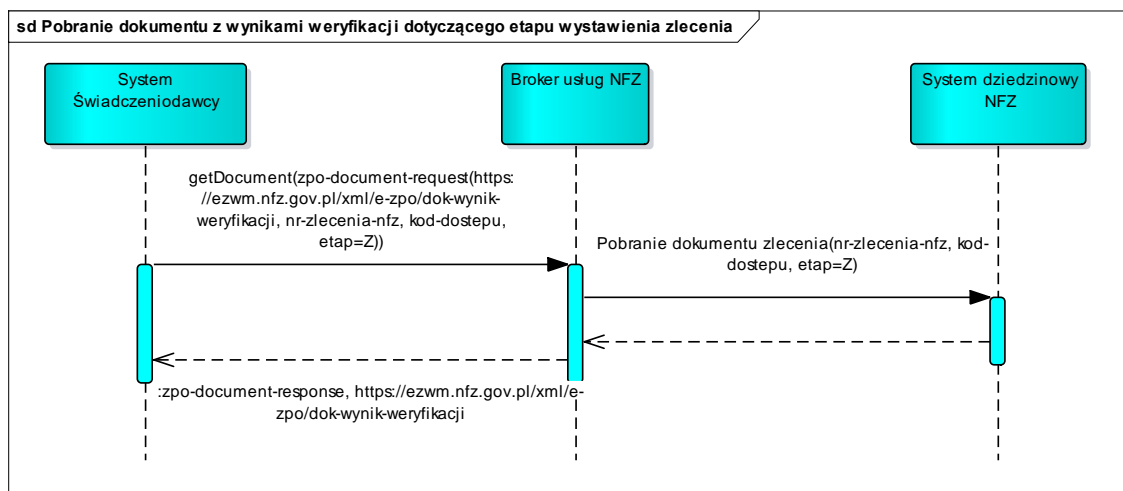 sd Pobranie dokumentu z wynikami weryfikacji dotyczącego etapu wystawienia zlecenia
System
Świadczeniodawcy
Broker usług NFZ
System dziedzinowy
NFZ
getDocument(zpo-document-request(https:
//ezwm.nfz.gov.pl/xml/e-zpo/dok-wynik-
weryfikacji, nr-zlecenia-nfz, kod-dostepu,
etap=Z))
Pobranie dokumentu zlecenia(nr-zlecenia-nfz, kod-
dostepu, etap=Z)
:zpo-document-response, https://ezwm.nfz.gov.pl/xml/e-
zpo/dok-wynik-weryfikacji